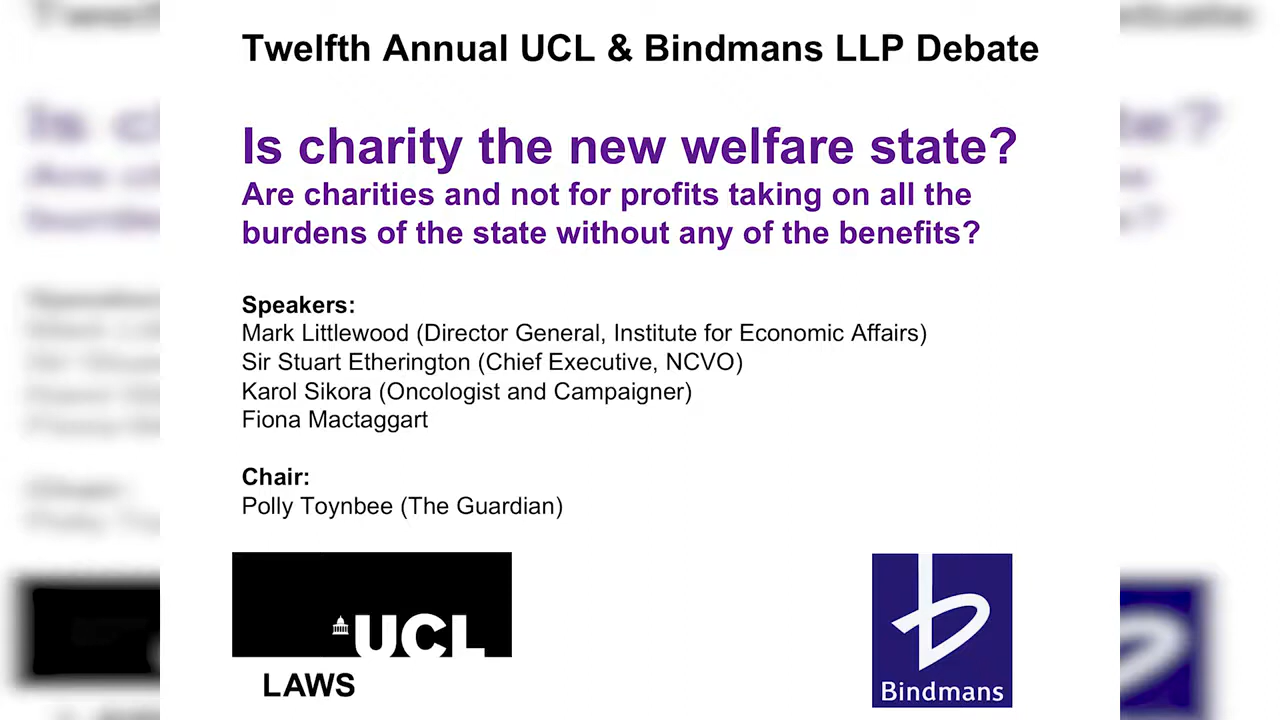 Twelfth Annual UCL & Bindmans LLP Debate
Is charity the new welfare state?
Are charities and not for profits taking on all the
burdens of the state without any of the benefits?
Speakers:
Mark Littlewood (Director General, Institute for Economic Affairs)
Sir Stuart Etherington (Chief Executive, NCVO)
Karol Sikora (Oncologist and Campaigner)
Fiona Mactaggart
Chair:
Polly Toynbee (The Guardian)
UCL
LAWS
Bindmans